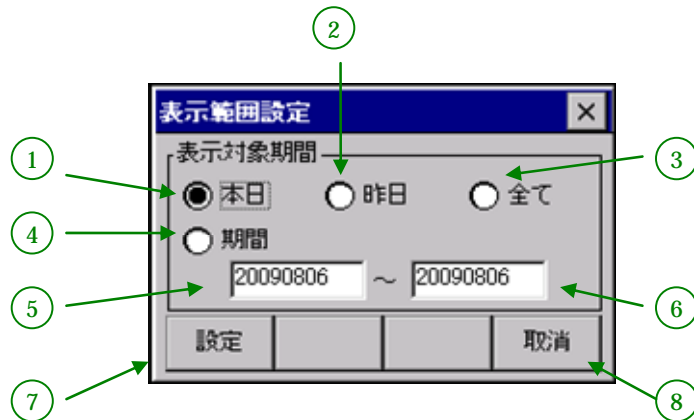 ②
表示範囲設定
表示対象期間
① ③
本日 昨日 全て
④
期間
⑤ 20090806 ～ 20090806 ⑥
設定 取消
⑦ ⑧